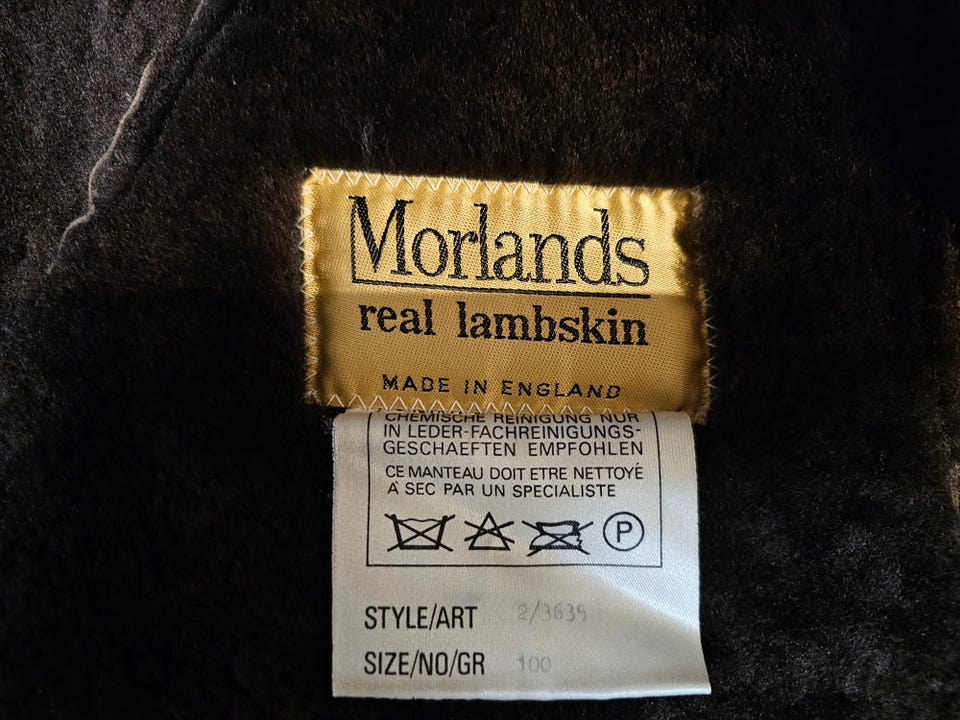 Morlands
real lambskin
MADE IN ENGLAND
CHEMISCHE REINIGUNG NUR
IN LEDER-FACHREINIGUNGS-
GESCHAEFTEN EMPFOHLEN
CE MANTEAU DOIT ETRE NETTOYÉ
A SEC PAR UN SPECIALISTE
P
STYLE/ART 2/3635
SIZE/NO/GR 100